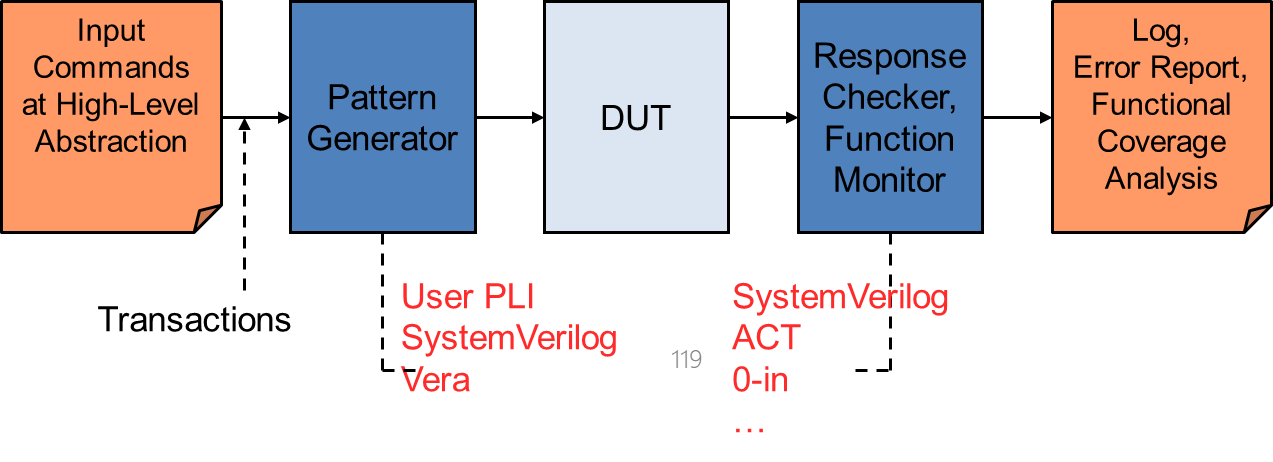 Input
Commands
at High-Level
Abstraction
Pattern
Generator
DUT
Response
Checker,
Function
Monitor
Log,
Error Report,
Functional
Coverage
Analysis
Transactions
User PLI
SystemVerilog
Vera
119
SystemVerilog
ACT
0-in
…